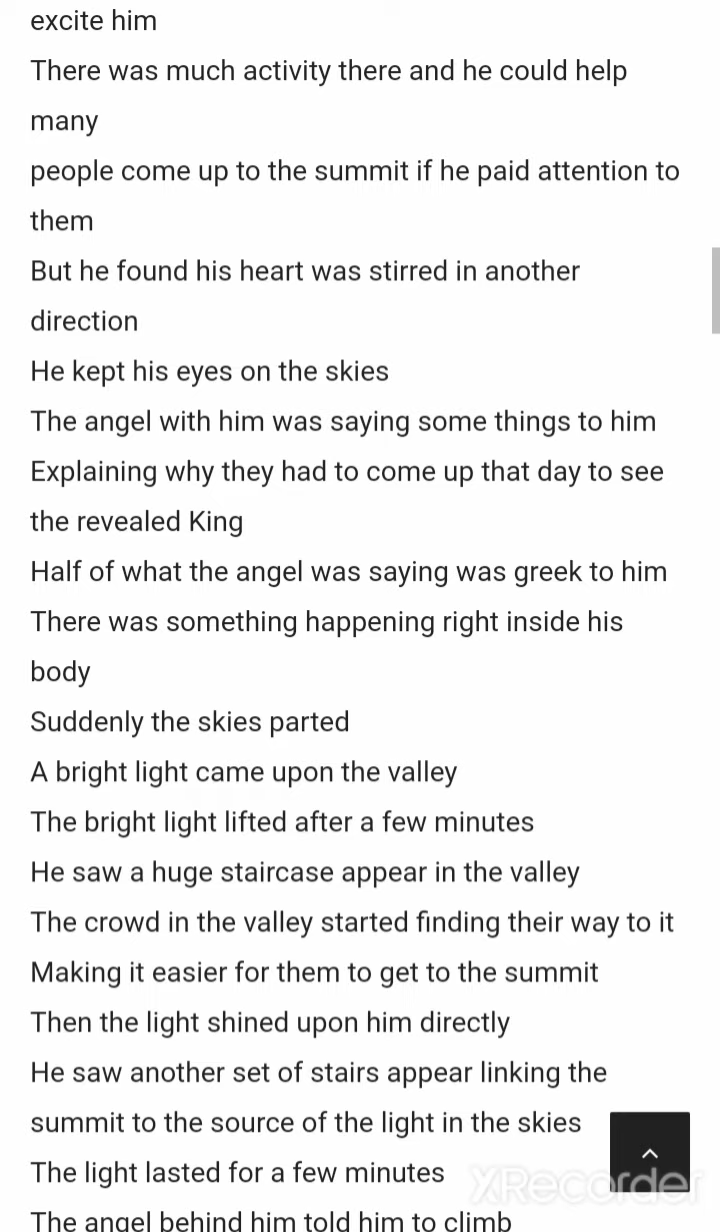 excite him
There was much activity there and he could help
many
people come up to the summit if he paid attention to
them
But he found his heart was stirred in another
direction
He kept his eyes on the skies
The angel with him was saying some things to him
Explaining why they had to come up that day to see
the revealed King
Half of what the angel was saying was greek to him
There was something happening right inside his
body
Suddenly the skies parted
A bright light came upon the valley
The bright light lifted after a few minutes
He saw a huge staircase appear in the valley
The crowd in the valley started finding their way to it
Making it easier for them to get to the summit
Then the light shined upon him directly
He saw another set of stairs appear linking the
summit to the source of the light in the skies
The light lasted for a few minutes
XRecorder
The angel behind him told him to climb